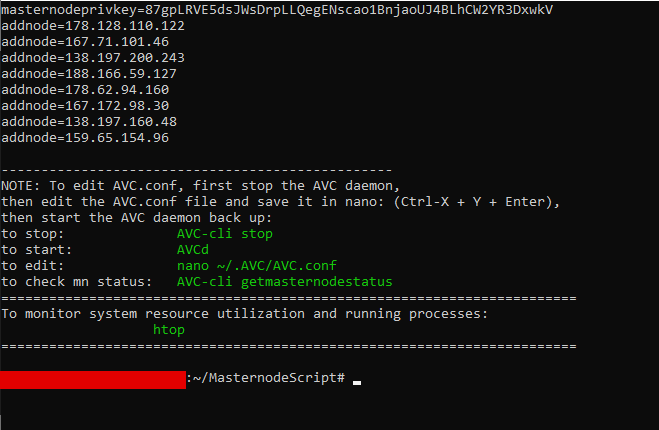 masternodeprivkey=87gpLRVE5dsJWsDrpLLQegENscao1BnjaoUJ4BLhCW2YR3DxwkV
addnode=178.128.110.122
addnode=167.71.101.46
addnode=138.197.200.243
addnode=188.166.59.127
addnode=178.62.94.160
addnode=167.172.98.30
addnode=138.197.160.48
addnode=159.65.154.96
-------------------------------------------------
NOTE: To edit AVC.conf, first stop the AVC daemon,
then edit the AVC.conf file and save it in nano: (Ctrl-X + Y + Enter),
then start the AVC daemon back up:
to stop:              AVC-cli stop
to start:             AVCd
to edit:              nano ~/.AVC/AVC.conf
to check mn status:   AVC-cli getmasternodestatus
========================================================================
To monitor system resource utilization and running processes:
                   htop
========================================================================
:~/MasternodeScript#